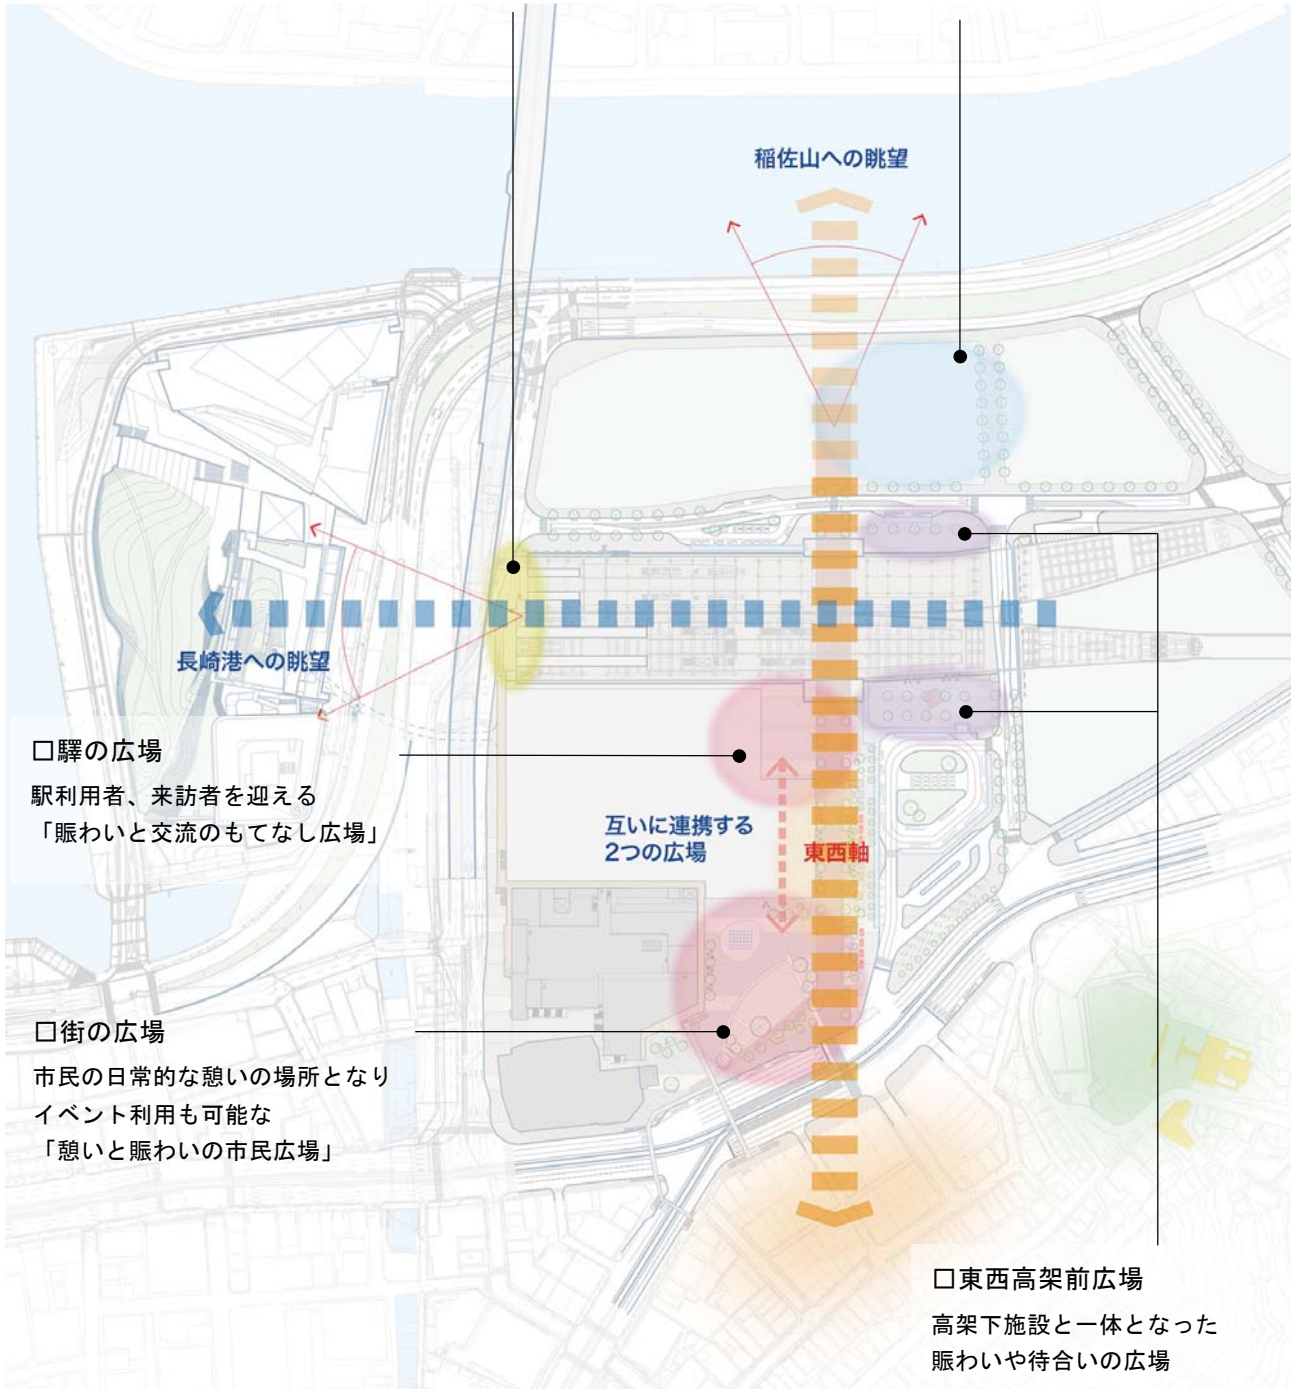 稲佐山への眺望
長崎港への眺望
□驛の広場
駅利用者、来訪者を迎える
「賑わいと交流のもてなし広場」
互いに連携する
2つの広場
東西軸
□街の広場
市民の日常的な憩いの場所となり
イベント利用も可能な
「憩いと賑わいの市民広場」
□東西高架前広場
高架下施設と一体となった
賑わいや待合いの広場